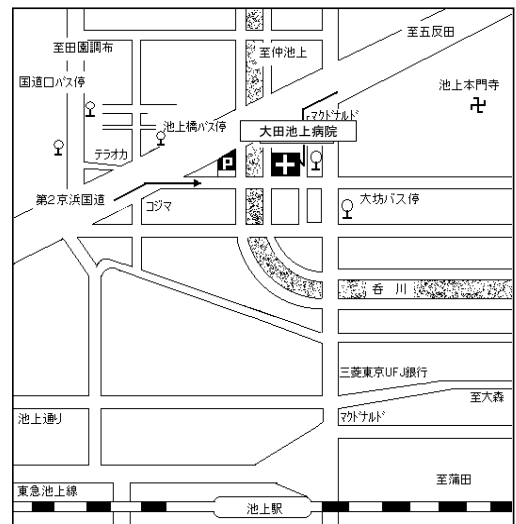 至五反田
至田園調布
至仲池上
国道口バス停
池上本門寺
マクドナルド
池上橋バス停
大田池上病院
テラオカ
P
第2京浜国道
コジマ
大坊バス停
呑 川
三菱東京UFJ銀行
至大森
池上通り
マクドナルド
至蒲田
東急池上線
池上駅